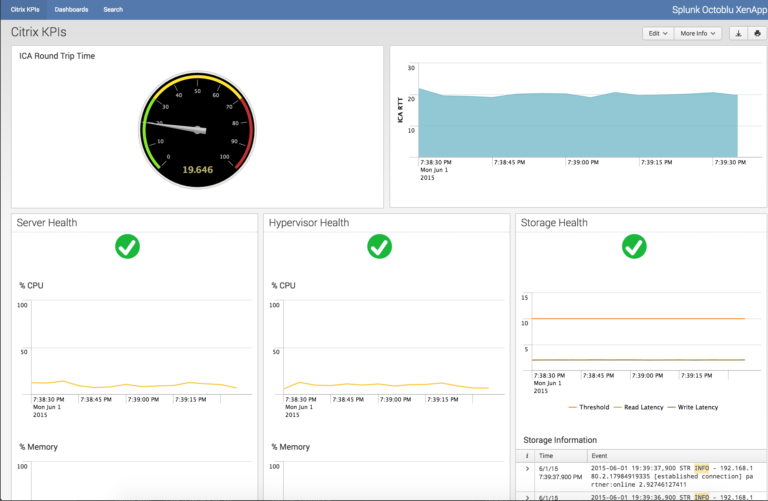 Citrix KPIs Dashboards Search Splunk Octoblu XenApp
Citrix KPIs Edit More Info
ICA Round Trip Time
0 10 20 30 40 50 60 70 80 90 100
19.646
ICA RTT
30
20
10
7:38:30 PM 7:38:45 PM 7:39:00 PM 7:39:15 PM 7:39:30 PM
Mon Jun 1
2015
Server Health
% CPU
100
50
7:38:30 PM 7:38:45 PM 7:39:00 PM 7:39:15 PM
Mon Jun 1
2015
% Memory
100
Hypervisor Health
% CPU
100
50
7:38:30 PM 7:38:45 PM 7:39:00 PM 7:39:15 PM
Mon Jun 1
2015
% Memory
100
Storage Health
15
10
5
7:38:30 PM 7:38:45 PM 7:39:00 PM 7:39:15 PM
Mon Jun 1
2015
Threshold Read Latency Write Latency
Storage Information
i Time Event
6/1/15 2015-06-01 19:39:37,900 STR INFO - 192.168.1
7:39:37.900 PM 80.2.17984919335 [established connection] pa
rtner:online 2.92746127411
6/1/15 2015-06-01 19:39:36,900 STR INFO - 192.168.1